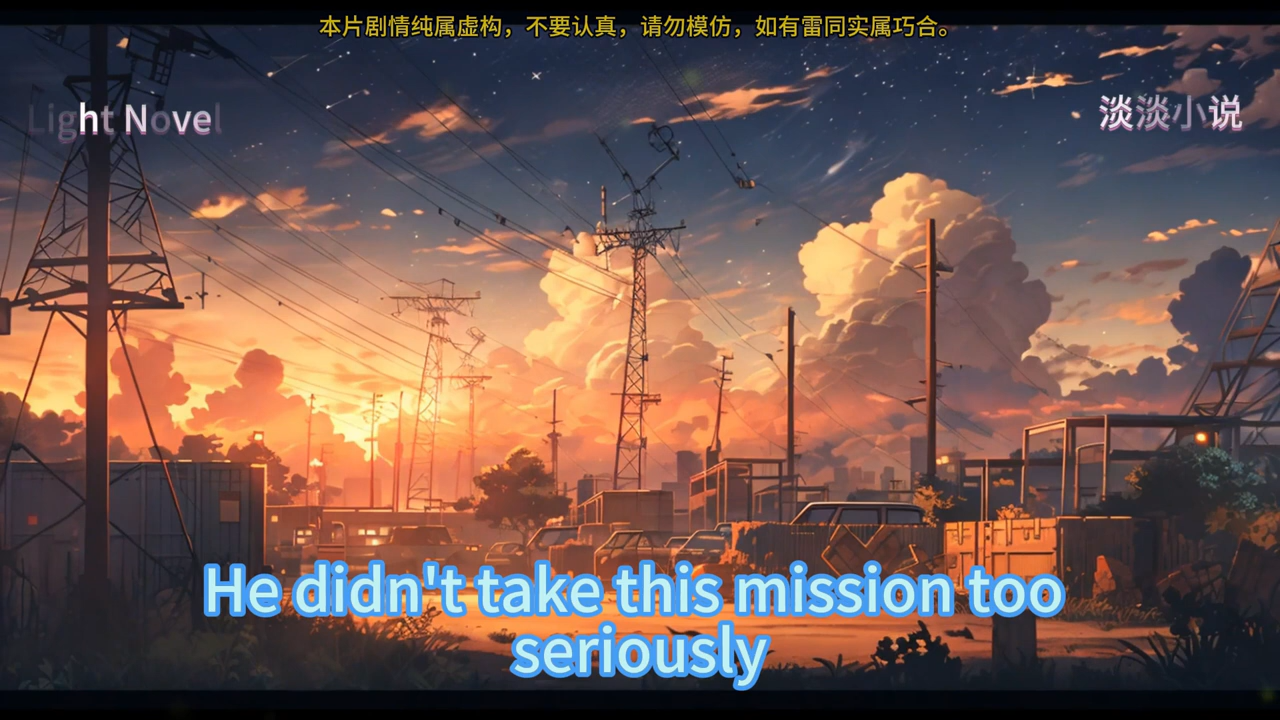 本片剧情纯属虚构，不要认真，请勿模仿，如有雷同实属巧合。
Light Novel
淡淡小说
He didn't take this mission too
seriously